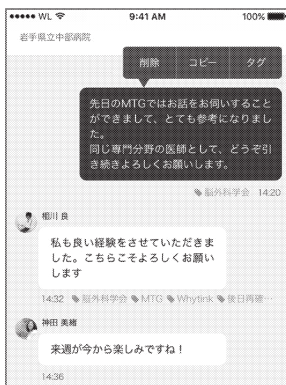 WL 9:41 AM 100%
岩手県立中部病院
削除 コピー タグ
先日のMTGではお話をお伺いすること
ができまして、とても参考になりまし
た。
同じ専門分野の医師として、どうぞ引
き続きよろしくお願いします。
脳外科学会 14:20
相川 良
私も良い経験をさせていただきま
した。こちらこそよろしくお願い
します
14:32 脳外科学会 MTG Whytink 後日再確…
神田 美緒
来週が今から楽しみですね！
14:36